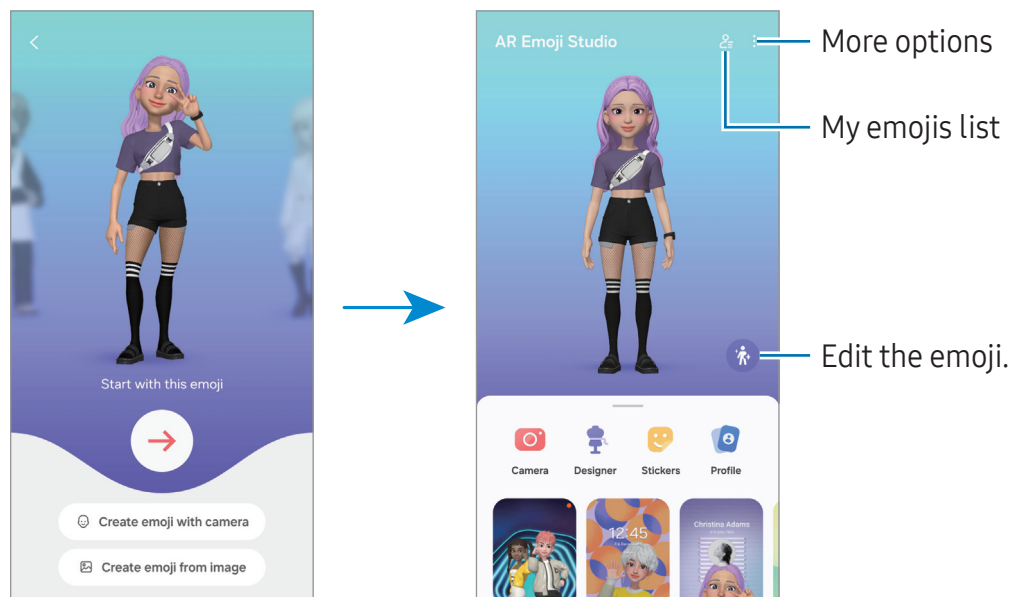 Start with this emoji
Create emoji with camera
Create emoji from image
AR Emoji Studio
More options
My emojis list
Edit the emoji.
Camera
Designer
Stickers
Profile
12:45
Christina Adams